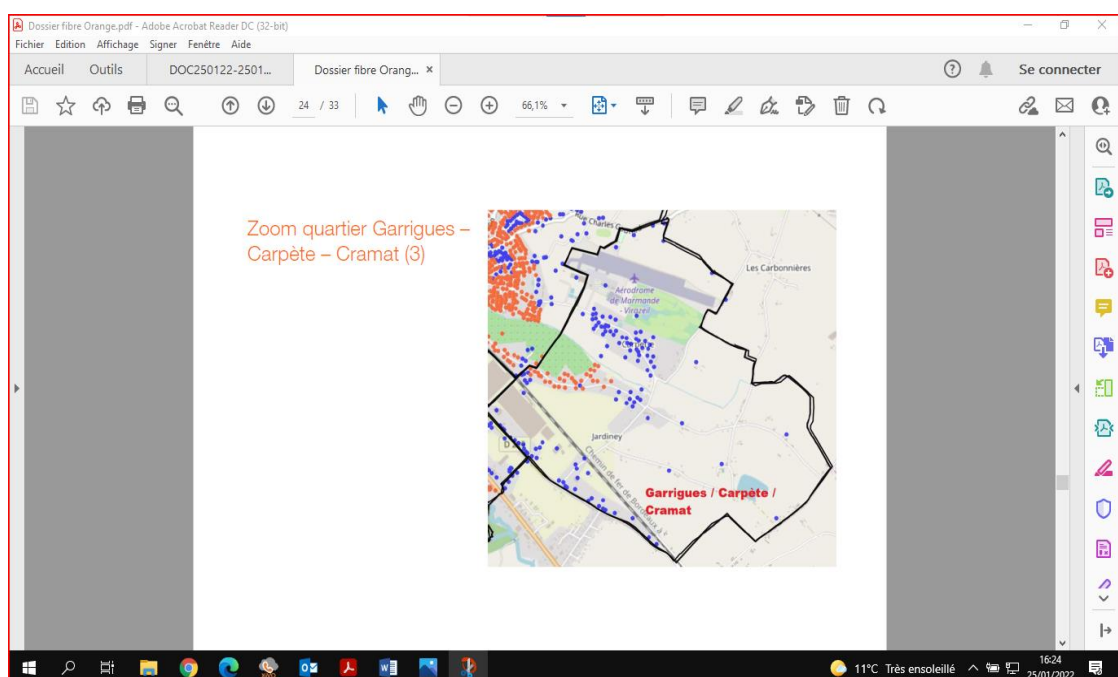 Dossier fibre Orange.pdf - Adobe Acrobat Reader DC (32-bit)
Fichier Edition Affichage Signer Fenêtre Aide
Accueil Outils DOC250122-2501... Dossier fibre Orang... × Se connecter
24 / 33 66,1%
Zoom quartier Garrigues –
Carpète – Cramat (3)
Rue Charles
Les Carbonnières
Aérodrome
de Marmande
- Virazeil
Carpète
Jardiney
Chemin de fer de Bordeaux à
Garrigues / Carpète /
Cramat
11°C Très ensoleillé
16:24
25/01/2022